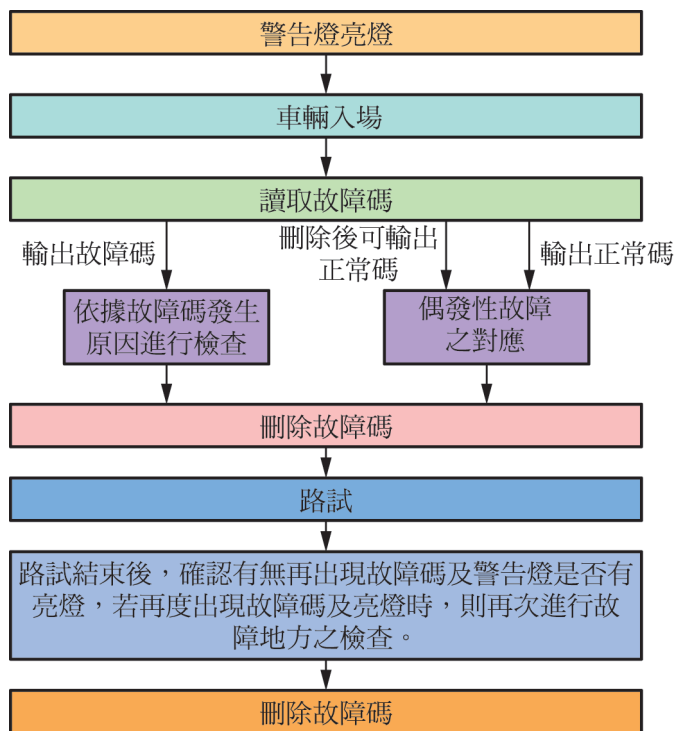 警告燈亮燈
車輛入場
讀取故障碼
輸出故障碼
刪除後可輸出
正常碼
輸出正常碼
依據故障碼發生
原因進行檢查
偶發性故障
之對應
刪除故障碼
路試
路試結束後，確認有無再出現故障碼及警告燈是否有
亮燈，若再度出現故障碼及亮燈時，則再次進行故
障地方之檢查。
刪除故障碼